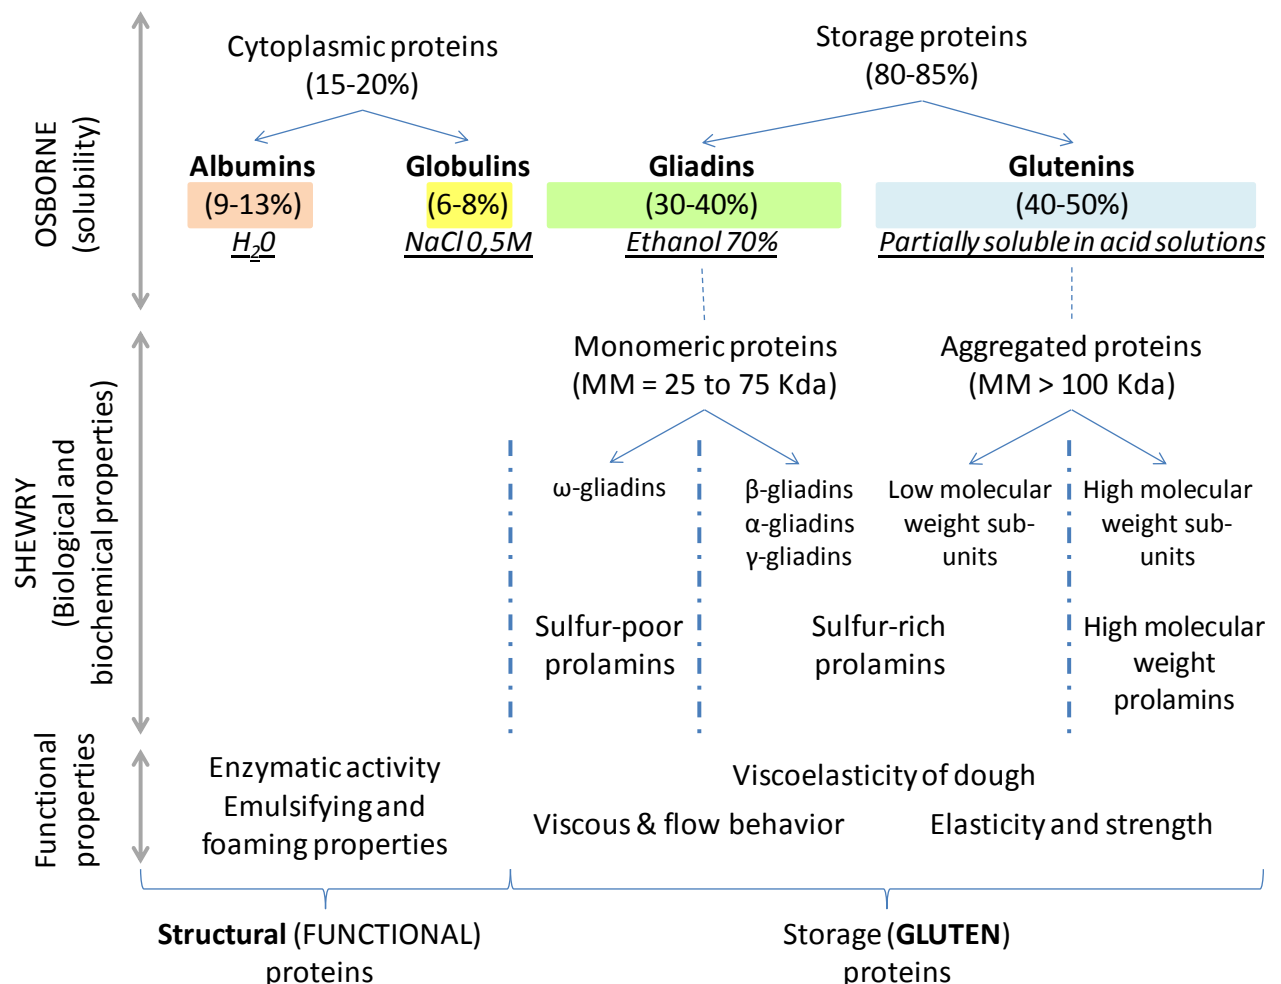 OSBORNE
(solubility)
Cytoplasmic proteins
(15-20%)
Storage proteins
(80-85%)
Albumins
(9-13%)
H20
Globulins
(6-8%)
NaCl 0,5M
Gliadins
(30-40%)
Ethanol 70%
Glutenins
(40-50%)
Partially soluble in acid solutions
SHEWRY
(Biological and
biochemical properties)
Monomeric proteins
(MM = 25 to 75 Kda)
Aggregated proteins
(MM > 100 Kda)
ω-gliadins
β-gliadins
α-gliadins
γ-gliadins
Low molecular
weight sub-
units
High molecular
weight sub-
units
Sulfur-poor
prolamins
Sulfur-rich
prolamins
High molecular
weight
prolamins
Functional
properties
Enzymatic activity
Emulsifying and
foaming properties
Viscoelasticity of dough
Viscous & flow behavior
Elasticity and strength
Structural (FUNCTIONAL)
proteins
Storage (GLUTEN)
proteins